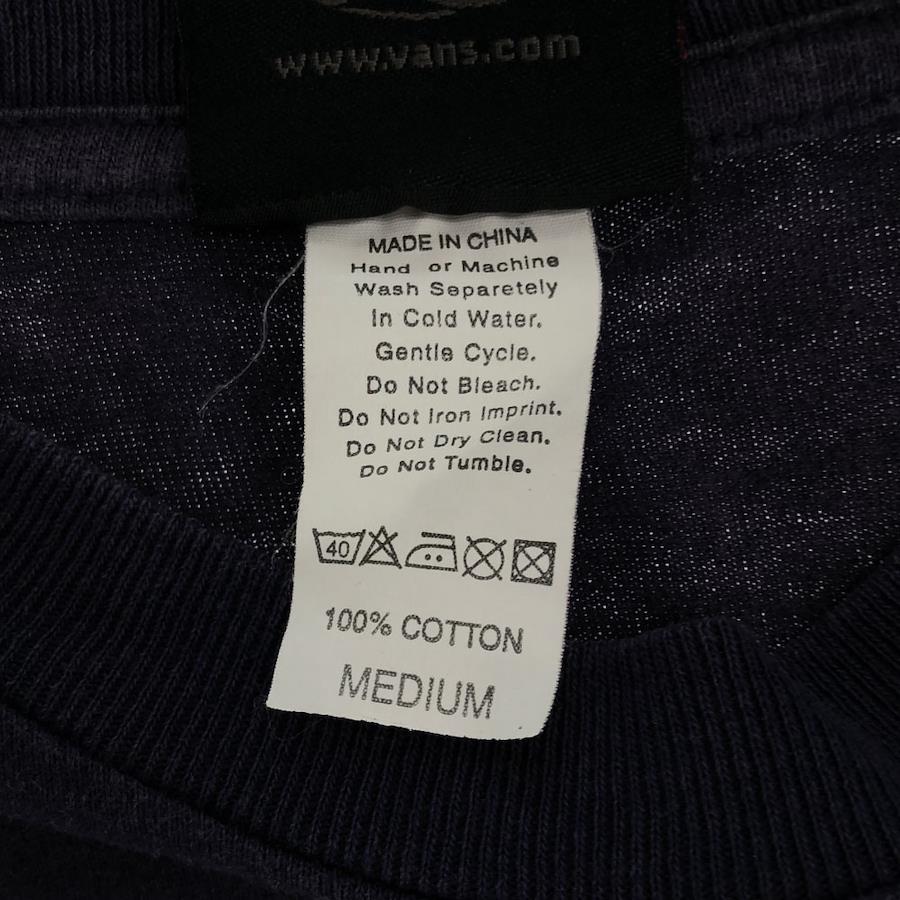 www.vans.com
MADE IN CHINA
Hand or Machine
Wash Separetely
In Cold Water.
Gentle Cycle.
Do Not Bleach.
Do Not Iron Imprint.
Do Not Dry Clean.
Do Not Tumble.
40
100% COTTON
MEDIUM